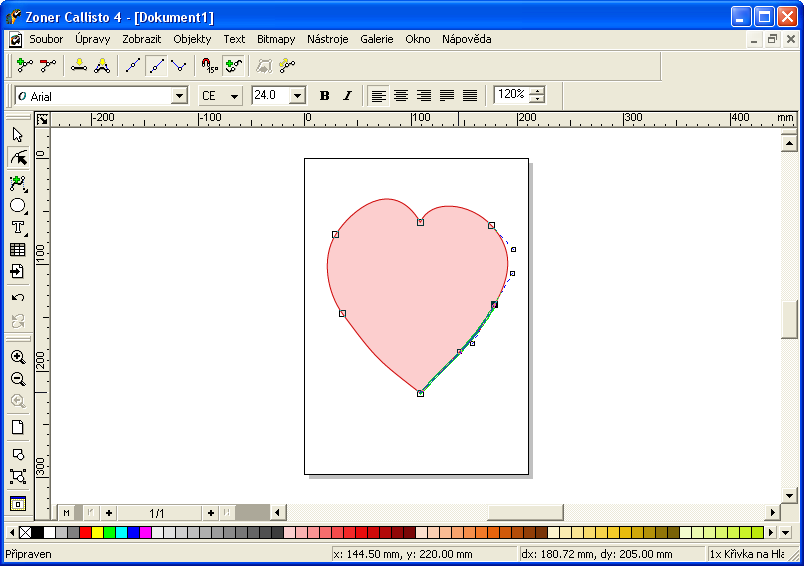 Zoner Callisto 4 - [Dokument1]
Soubor Úpravy Zobrazit Objekty Text Bitmapy Nástroje Galerie Okno Nápověda
15
O Arial CE 24.0 B I 120%
-200 -100 0 100 200 300 400 mm
0
100
200
300
T
M 1/1
Připraven x: 144.50 mm, y: 220.00 mm dx: 180.72 mm, dy: 205.00 mm 1x Křivka na Hl